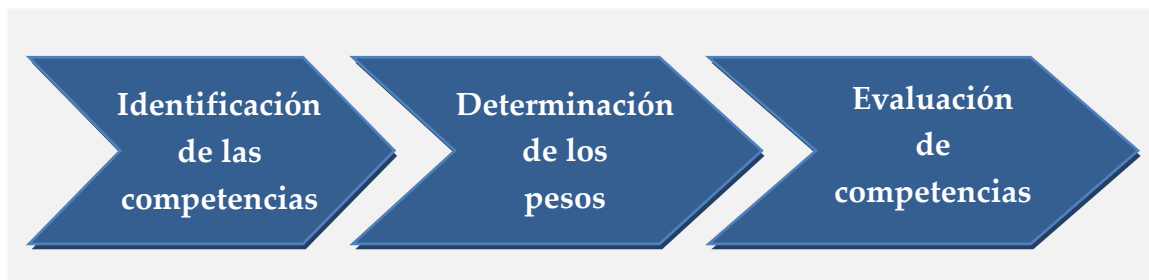 Identificación
de las
competencias
Determinación
de los
pesos
Evaluación
de
competencias